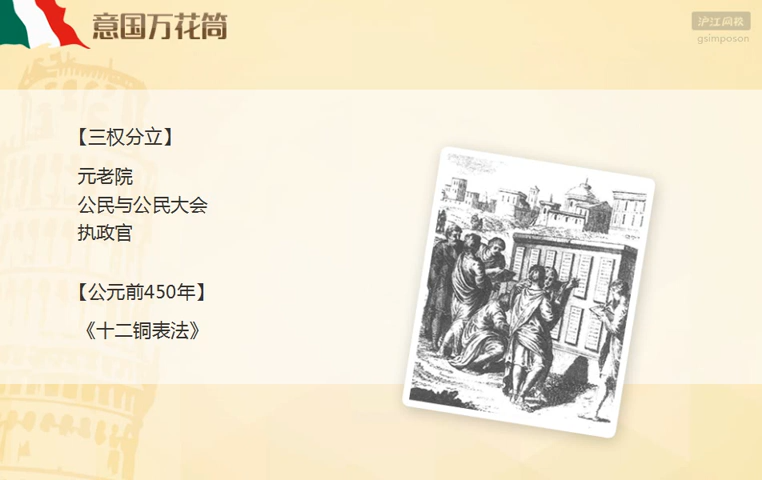 意国万花筒
沪江网校
gsimposon
【三权分立】
元老院
公民与公民大会
执政官
【公元前450年】
《十二铜表法》